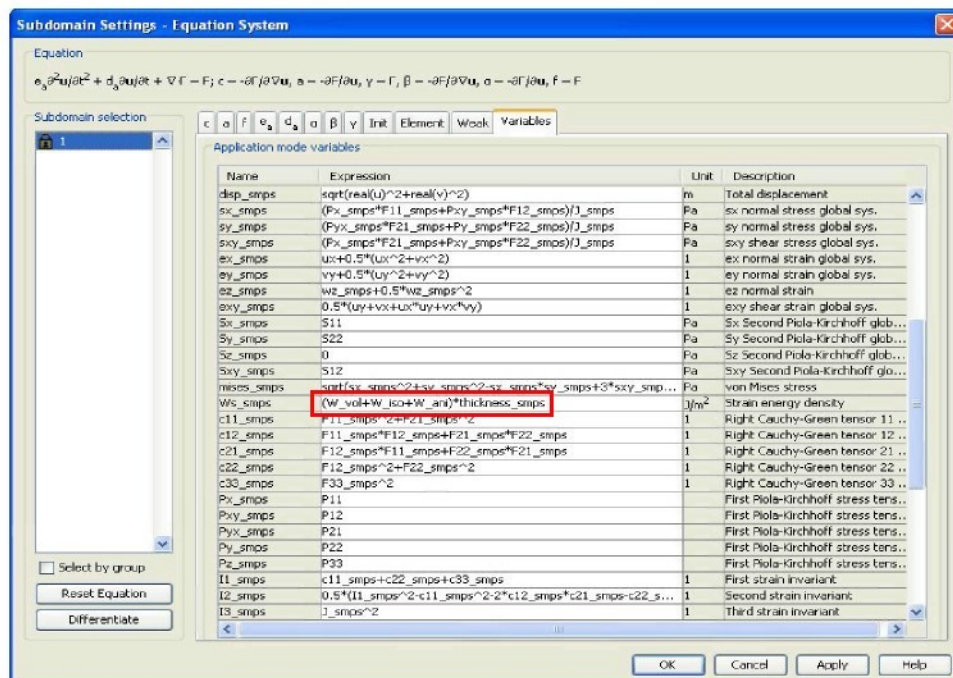 Subdomain Settings - Equation System
Equation
e_a∂²u/∂t² + d_a∂u/∂t + ∇·Γ = F; c = -∂Γ/∂∇u, a = -∂F/∂u, γ = Γ, β = -∂F/∂∇u, α = -∂Γ/∂u, f = F
Subdomain selection
1
c a f e_a d_a α β γ Init Element Weak Variables
Application mode variables
Name Expression Unit Description
disp_smps sqrt(real(u)^2+real(v)^2) m Total displacement
sx_smps (Px_smps*F11_smps+Pxy_smps*F12_smps)/J_smps Pa sx normal stress global sys.
sy_smps (Pyx_smps*F21_smps+Py_smps*F22_smps)/J_smps Pa sy normal stress global sys.
sxy_smps (Px_smps*F21_smps+Pxy_smps*F22_smps)/J_smps Pa sxy shear stress global sys.
ex_smps ux+0.5*(ux^2+vx^2) 1 ex normal strain global sys.
ey_smps vy+0.5*(uy^2+vy^2) 1 ey normal strain global sys.
ez_smps wz_smps+0.5*wz_smps^2 1 ez normal strain
exy_smps 0.5*(uy+vx+ux*uy+vx*vy) 1 exy shear strain global sys.
Sx_smps S11 Pa Sx Second Piola-Kirchhoff glob...
Sy_smps S22 Pa Sy Second Piola-Kirchhoff glob...
Sz_smps 0 Pa Sz Second Piola-Kirchhoff glob...
Sxy_smps S12 Pa Sxy Second Piola-Kirchhoff glo...
mises_smps sqrt(sx_smps^2+sy_smps^2-sx_smps*sy_smps+3*sxy_smp... Pa von Mises stress
Ws_smps (W_vol+W_iso+W_ani)*thickness_smps J/m² Strain energy density
c11_smps F11_smps^2+F21_smps^2 1 Right Cauchy-Green tensor 11 ...
c12_smps F11_smps*F12_smps+F21_smps*F22_smps 1 Right Cauchy-Green tensor 12 ...
c21_smps F12_smps*F11_smps+F22_smps*F21_smps 1 Right Cauchy-Green tensor 21 ...
c22_smps F12_smps^2+F22_smps^2 1 Right Cauchy-Green tensor 22 ...
c33_smps F33_smps^2 1 Right Cauchy-Green tensor 33 ...
Px_smps P11 First Piola-Kirchhoff stress tens...
Pxy_smps P12 First Piola-Kirchhoff stress tens...
Pyx_smps P21 First Piola-Kirchhoff stress tens...
Py_smps P22 First Piola-Kirchhoff stress tens...
Pz_smps P33 First Piola-Kirchhoff stress tens...
I1_smps c11_smps+c22_smps+c33_smps 1 First strain invariant
I2_smps 0.5*(I1_smps^2-c11_smps^2-2*c12_smps*c21_smps-c22_s... 1 Second strain invariant
I3_smps J_smps^2 1 Third strain invariant
Select by group
Reset Equation
Differentiate
OK Cancel Apply Help